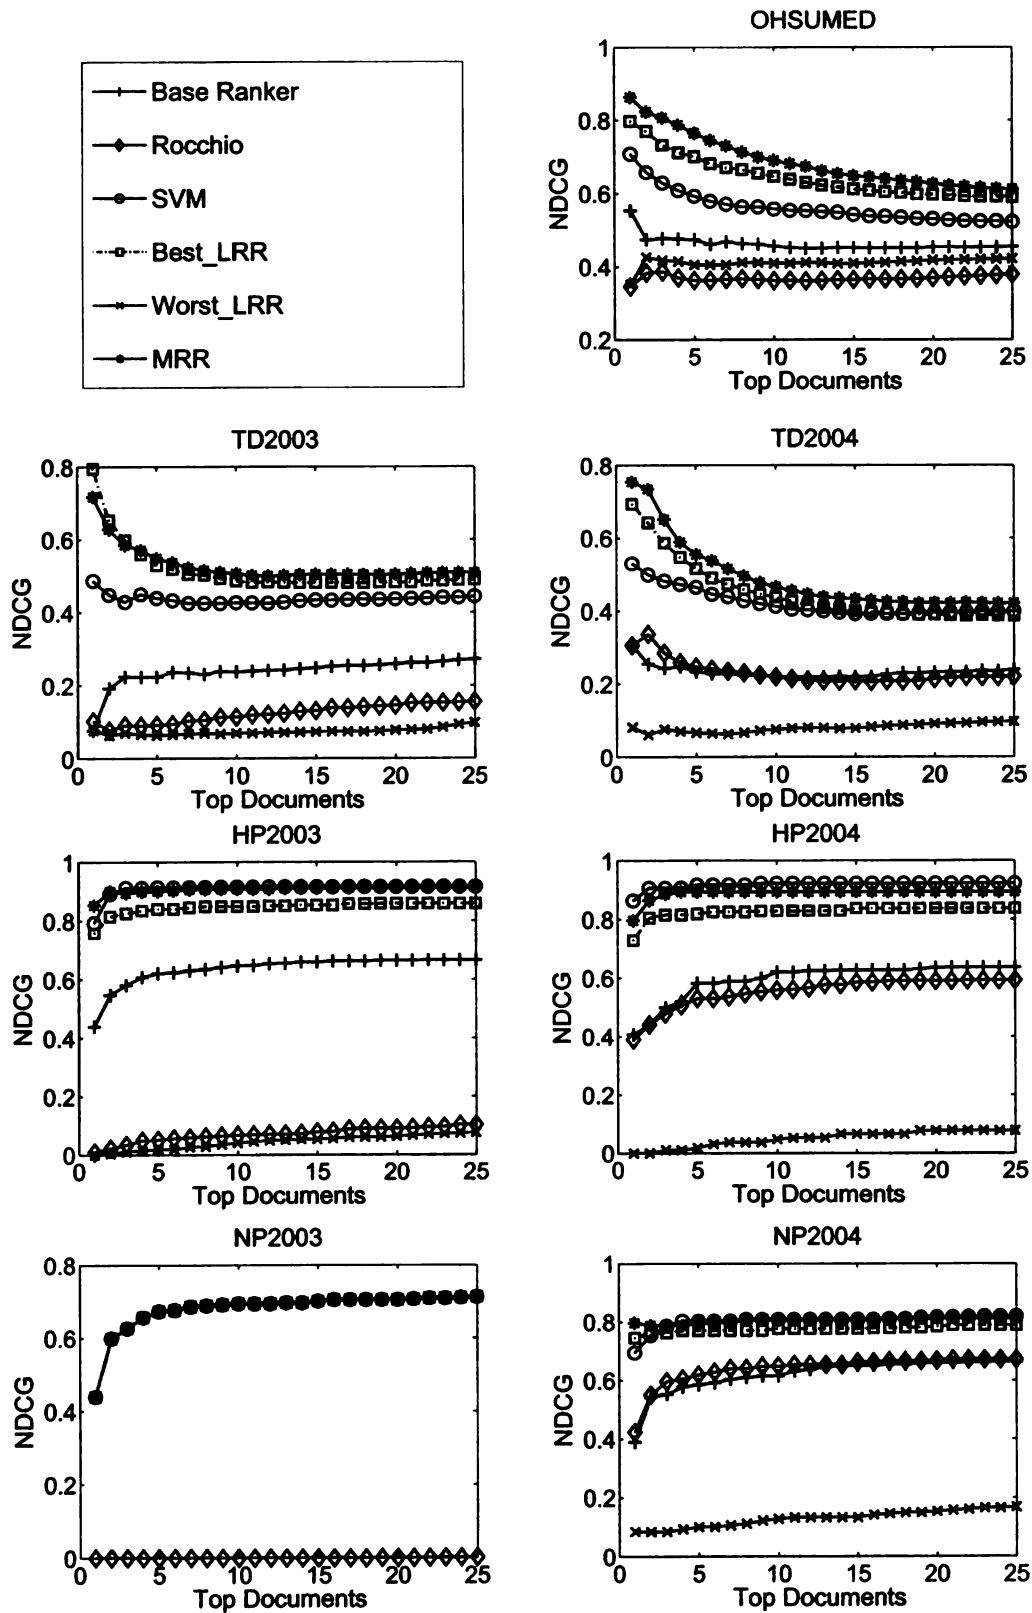 Base Ranker
Rocchio
SVM
Best_LRR
Worst_LRR
MRR
OHSUMED
1
0.8
0.6
0.4
0.2
NDCG
0 5 10 15 20 25
Top Documents
TD2003
0.8
0.6
0.4
0.2
0
NDCG
0 5 10 15 20 25
Top Documents
TD2004
0.8
0.6
0.4
0.2
0
NDCG
0 5 10 15 20 25
Top Documents
HP2003
1
0.8
0.6
0.4
0.2
0
NDCG
0 5 10 15 20 25
Top Documents
HP2004
1
0.8
0.6
0.4
0.2
0
NDCG
0 5 10 15 20 25
Top Documents
NP2003
0.8
0.6
0.4
0.2
0
NDCG
0 5 10 15 20 25
Top Documents
NP2004
1
0.8
0.6
0.4
0.2
0
NDCG
0 5 10 15 20 25
Top Documents